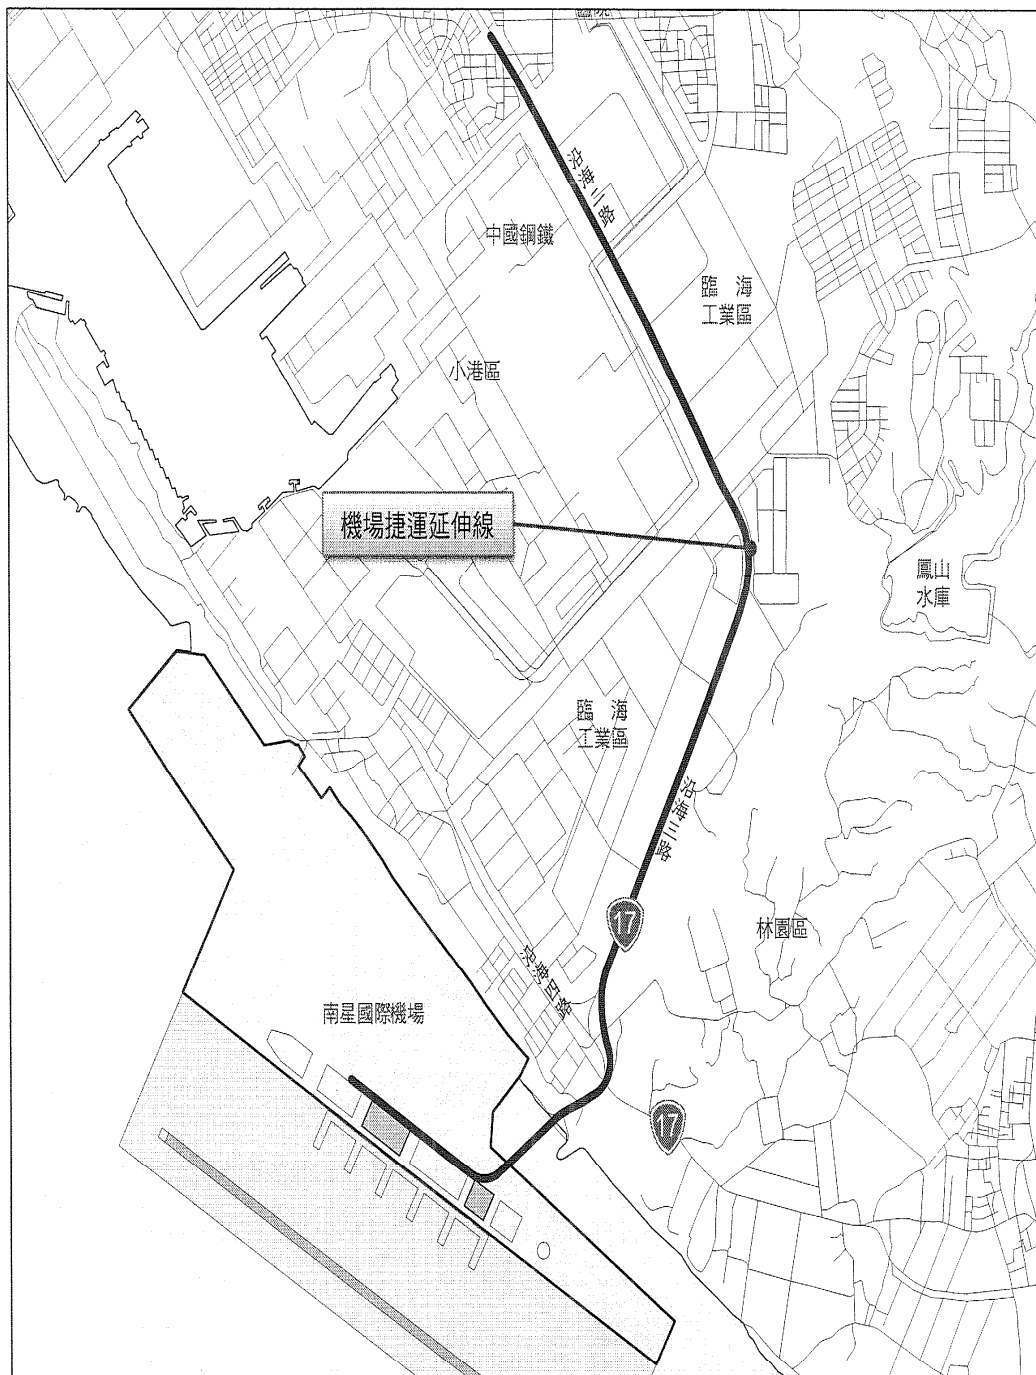 沿海二路
中國鋼鐵
臨　海
工業區
小港區
機場捷運延伸線
鳳山
水庫
臨　海
工業區
沿海三路
17
林園區
沿海四路
南星國際機場
17